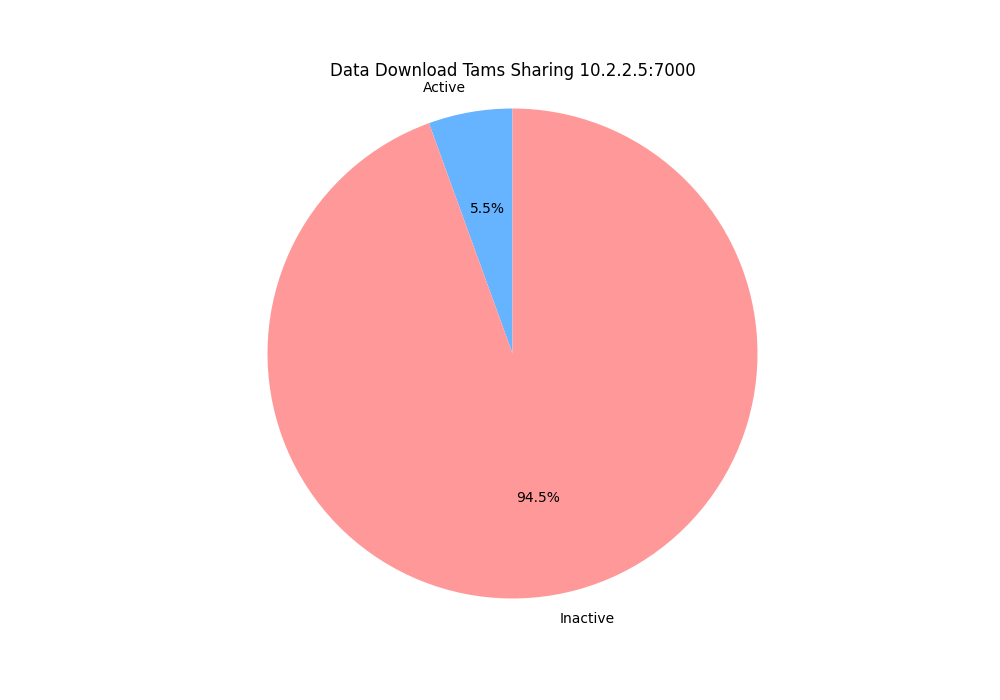 Data Download Tams Sharing 10.2.2.5:7000
Active
5.5%
94.5%
Inactive